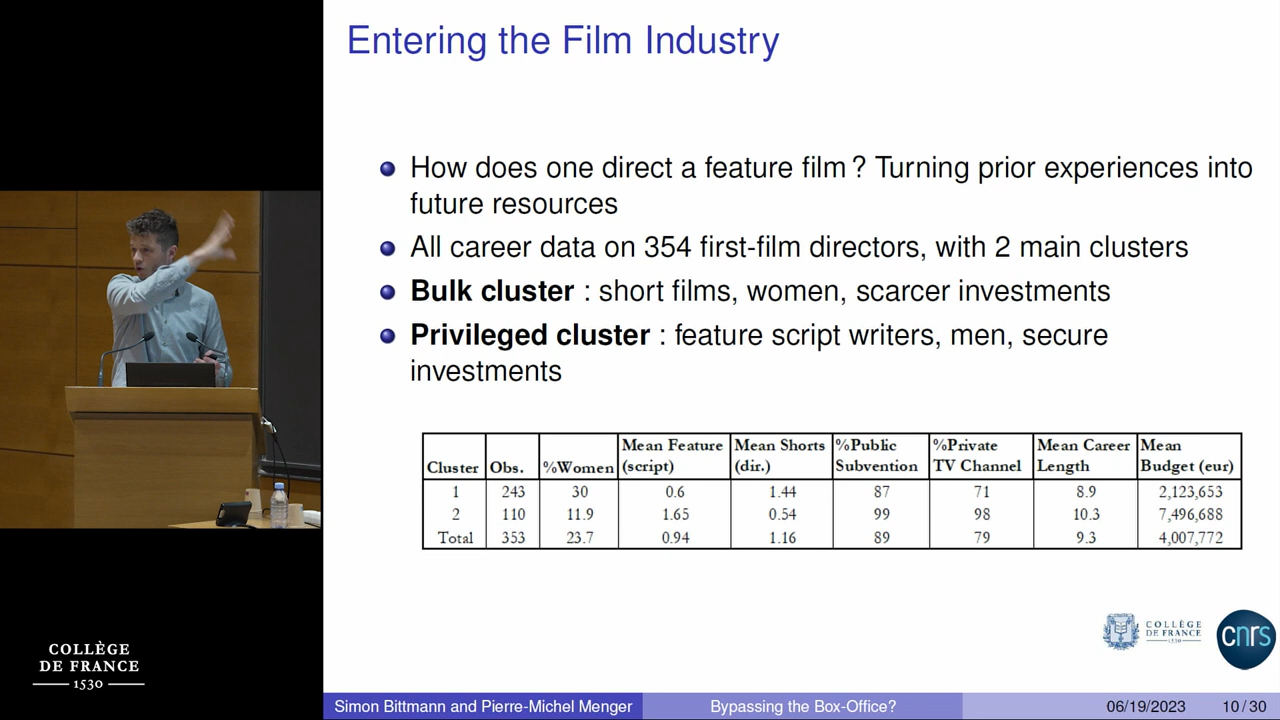 Entering the Film Industry
How does one direct a feature film ? Turning prior experiences into
future resources
All career data on 354 first-film directors, with 2 main clusters
Bulk cluster : short films, women, scarcer investments
Privileged cluster : feature script writers, men, secure
investments
Cluster Obs. %Women Mean Feature (script) Mean Shorts (dir.) %Public Subvention %Private TV Channel Mean Career Length Mean Budget (eur)
1 243 30 0.6 1.44 87 71 8.9 2,123,653
2 110 11.9 1.65 0.54 99 98 10.3 7,496,688
Total 353 23.7 0.94 1.16 89 79 9.3 4,007,772
COLLÈGE
DE FRANCE
1530
COLLÈGE
DE FRANCE
1530
cnrs
Simon Bittmann and Pierre-Michel Menger Bypassing the Box-Office? 06/19/2023 10 / 30